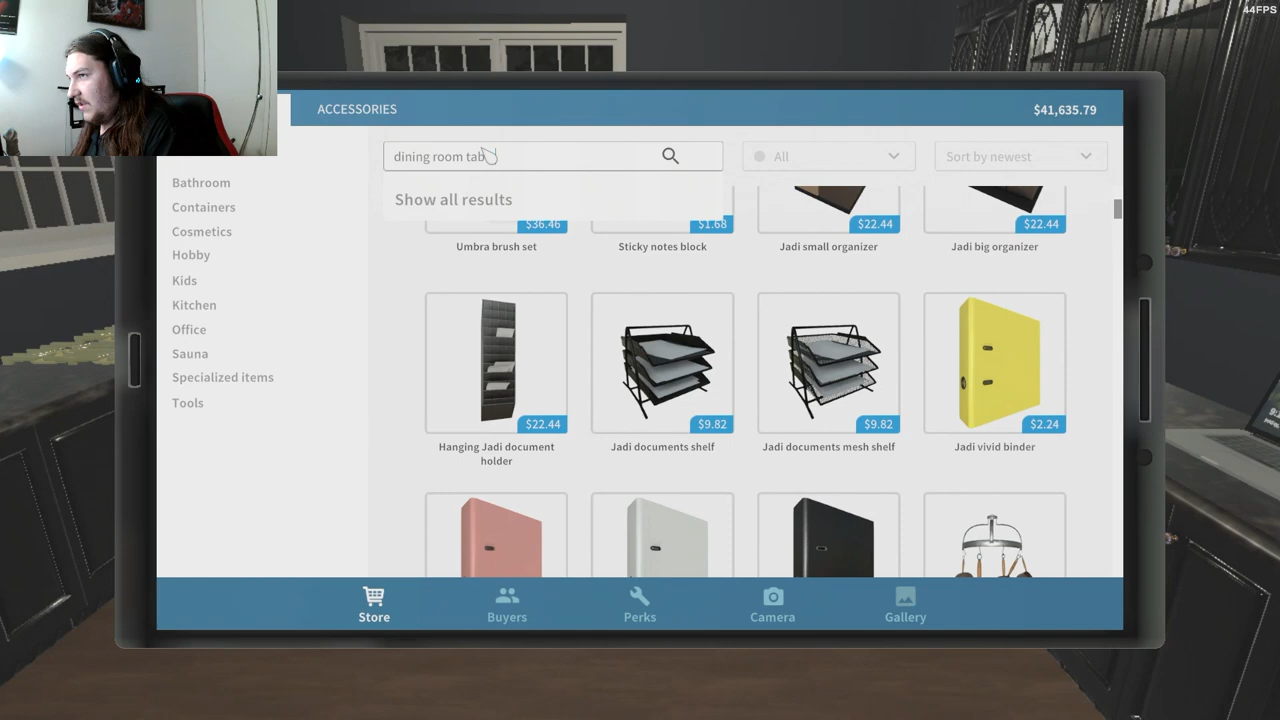 44FPS
ACCESSORIES
$41,635.79
dining room tab
All
Sort by newest
Show all results
Bathroom
Containers
Cosmetics
Hobby
Kids
Kitchen
Office
Sauna
Specialized items
Tools
$36.46
$1.68
$22.44
$22.44
Umbra brush set
Sticky notes block
Jadi small organizer
Jadi big organizer
$22.44
$9.82
$9.82
$2.24
Hanging Jadi document
holder
Jadi documents shelf
Jadi documents mesh shelf
Jadi vivid binder
Store
Buyers
Perks
Camera
Gallery